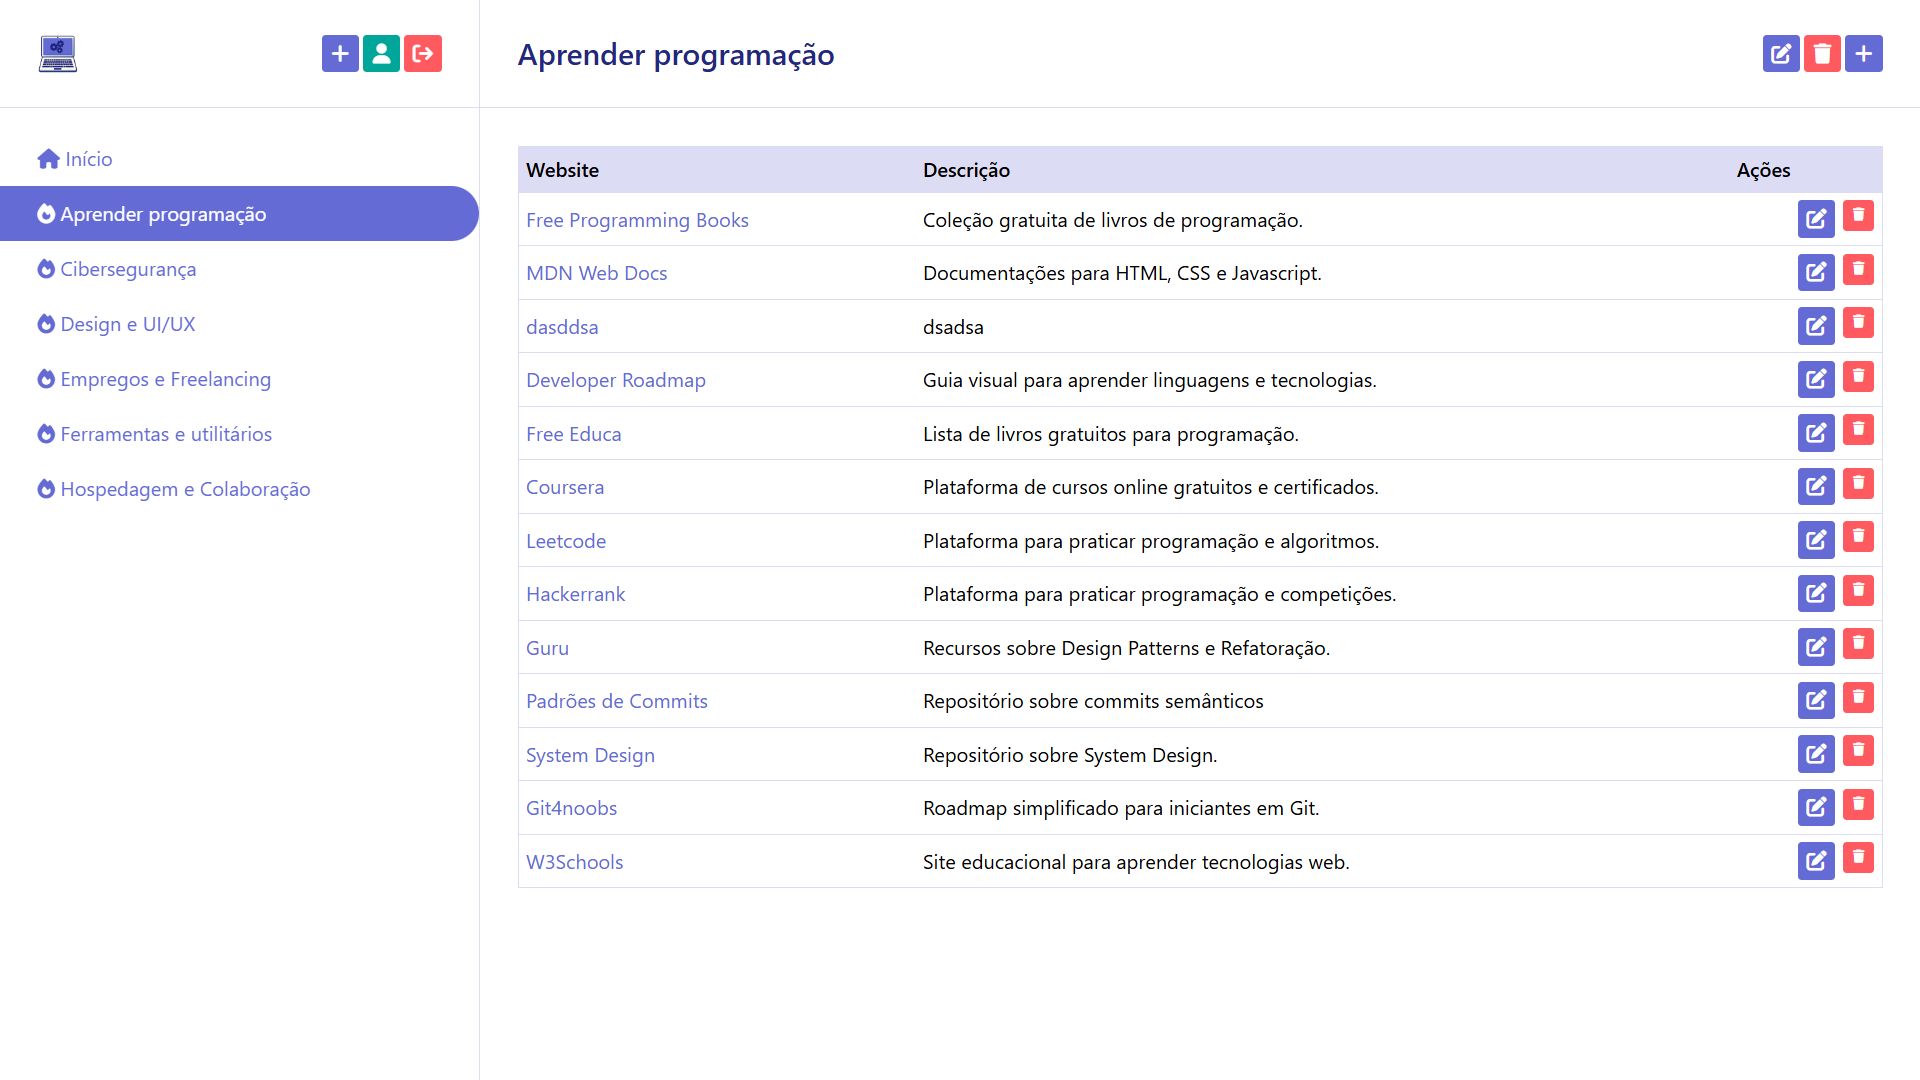 Aprender programação
Início
Aprender programação
Cibersegurança
Design e UI/UX
Empregos e Freelancing
Ferramentas e utilitários
Hospedagem e Colaboração
Website Descrição Ações
Free Programming Books Coleção gratuita de livros de programação.
MDN Web Docs Documentações para HTML, CSS e Javascript.
dasddsa dsadsa
Developer Roadmap Guia visual para aprender linguagens e tecnologias.
Free Educa Lista de livros gratuitos para programação.
Coursera Plataforma de cursos online gratuitos e certificados.
Leetcode Plataforma para praticar programação e algoritmos.
Hackerrank Plataforma para praticar programação e competições.
Guru Recursos sobre Design Patterns e Refatoração.
Padrões de Commits Repositório sobre commits semânticos
System Design Repositório sobre System Design.
Git4noobs Roadmap simplificado para iniciantes em Git.
W3Schools Site educacional para aprender tecnologias web.